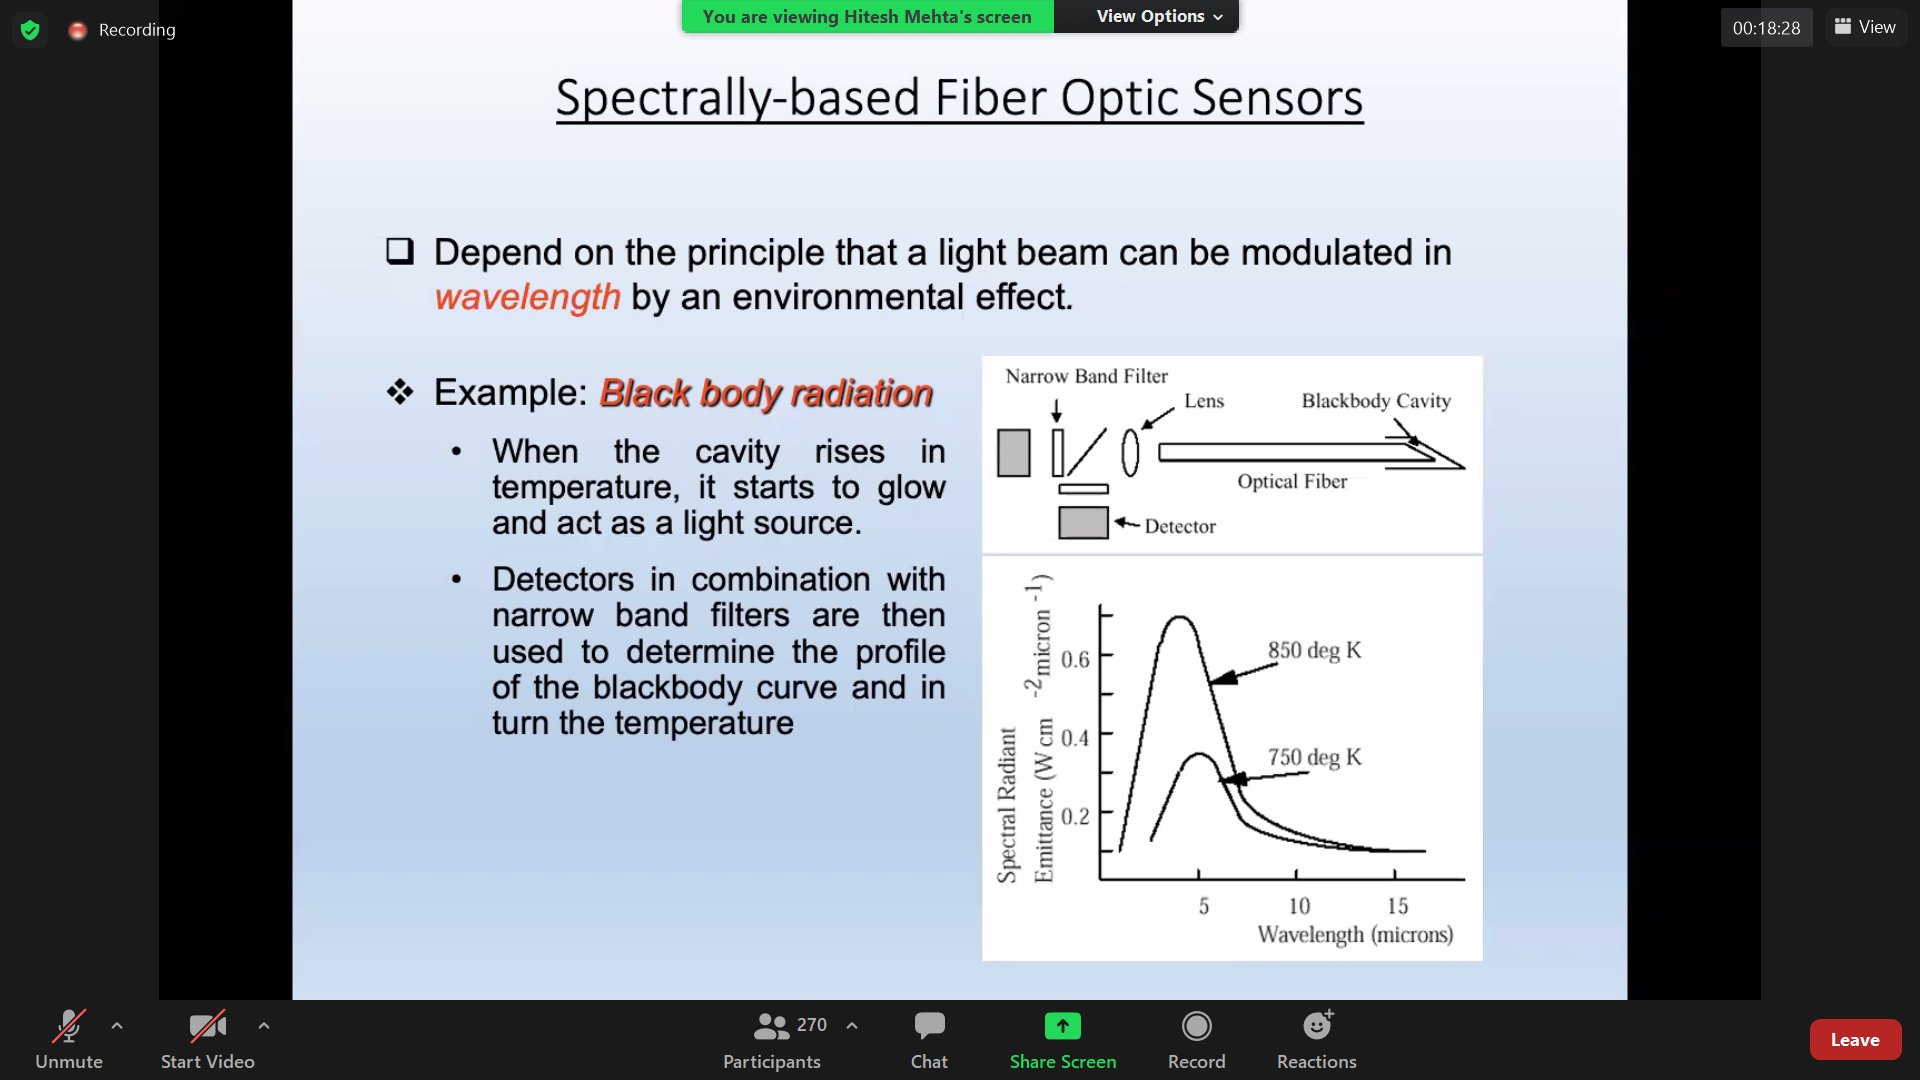 You are viewing Hitesh Mehta's screen
View Options
Recording
00:18:28
View
Spectrally-based Fiber Optic Sensors
Depend on the principle that a light beam can be modulated in
wavelength by an environmental effect.
Example: Black body radiation
• When the cavity rises in
temperature, it starts to glow
and act as a light source.
• Detectors in combination with
narrow band filters are then
used to determine the profile
of the blackbody curve and in
turn the temperature
Narrow Band Filter
Lens
Blackbody Cavity
Optical Fiber
Detector
Spectral Radiant
Emittance (W cm -2 micron -1)
0.6
0.4
0.2
850 deg K
750 deg K
5 10 15
Wavelength (microns)
Unmute
Start Video
270
Participants
Chat
Share Screen
Record
Reactions
Leave